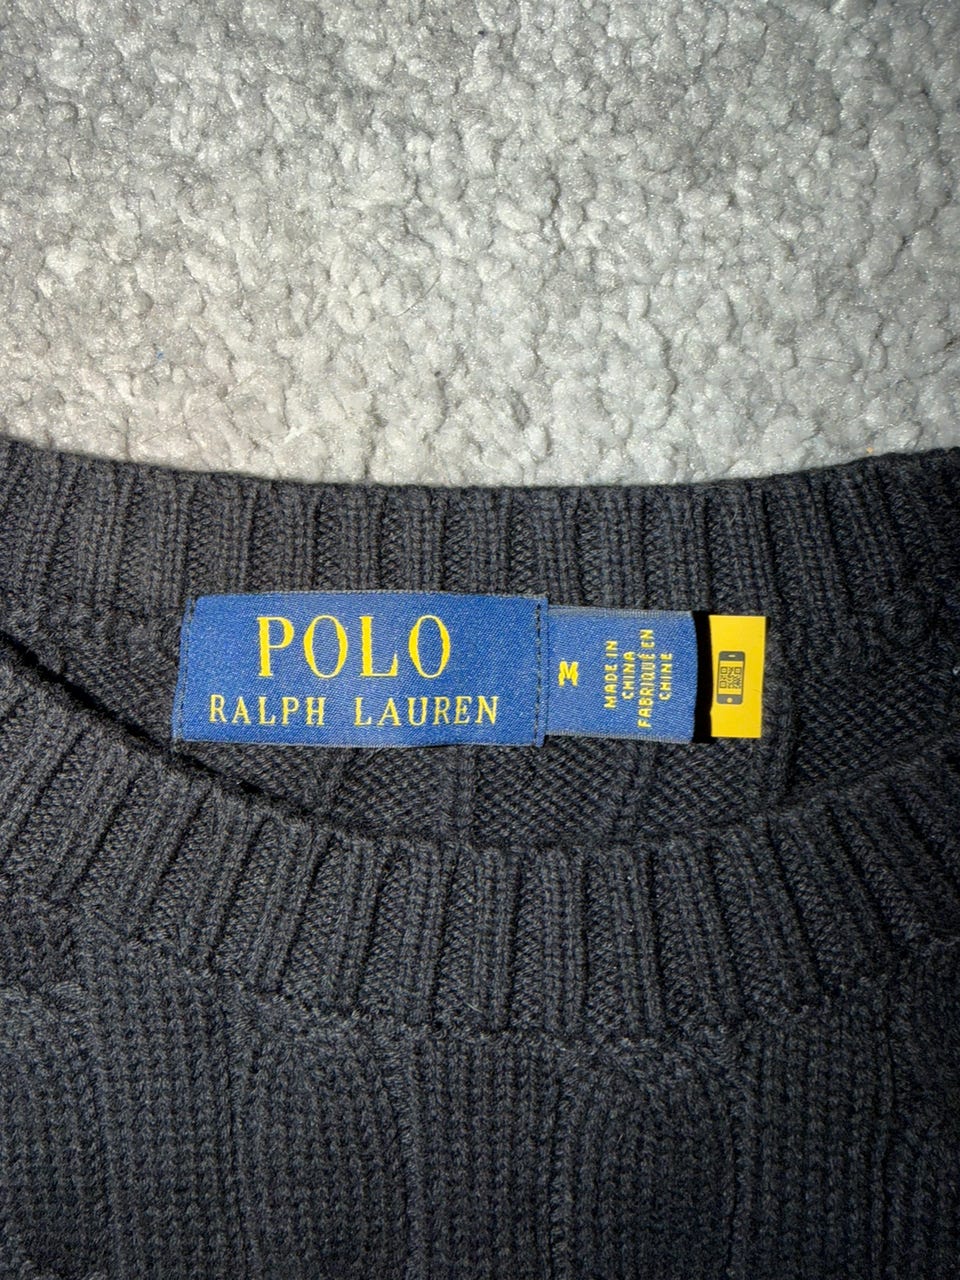 POLO
RALPH LAUREN
M
MADE IN
CHINA
FABRIQUÉ EN
CHINE